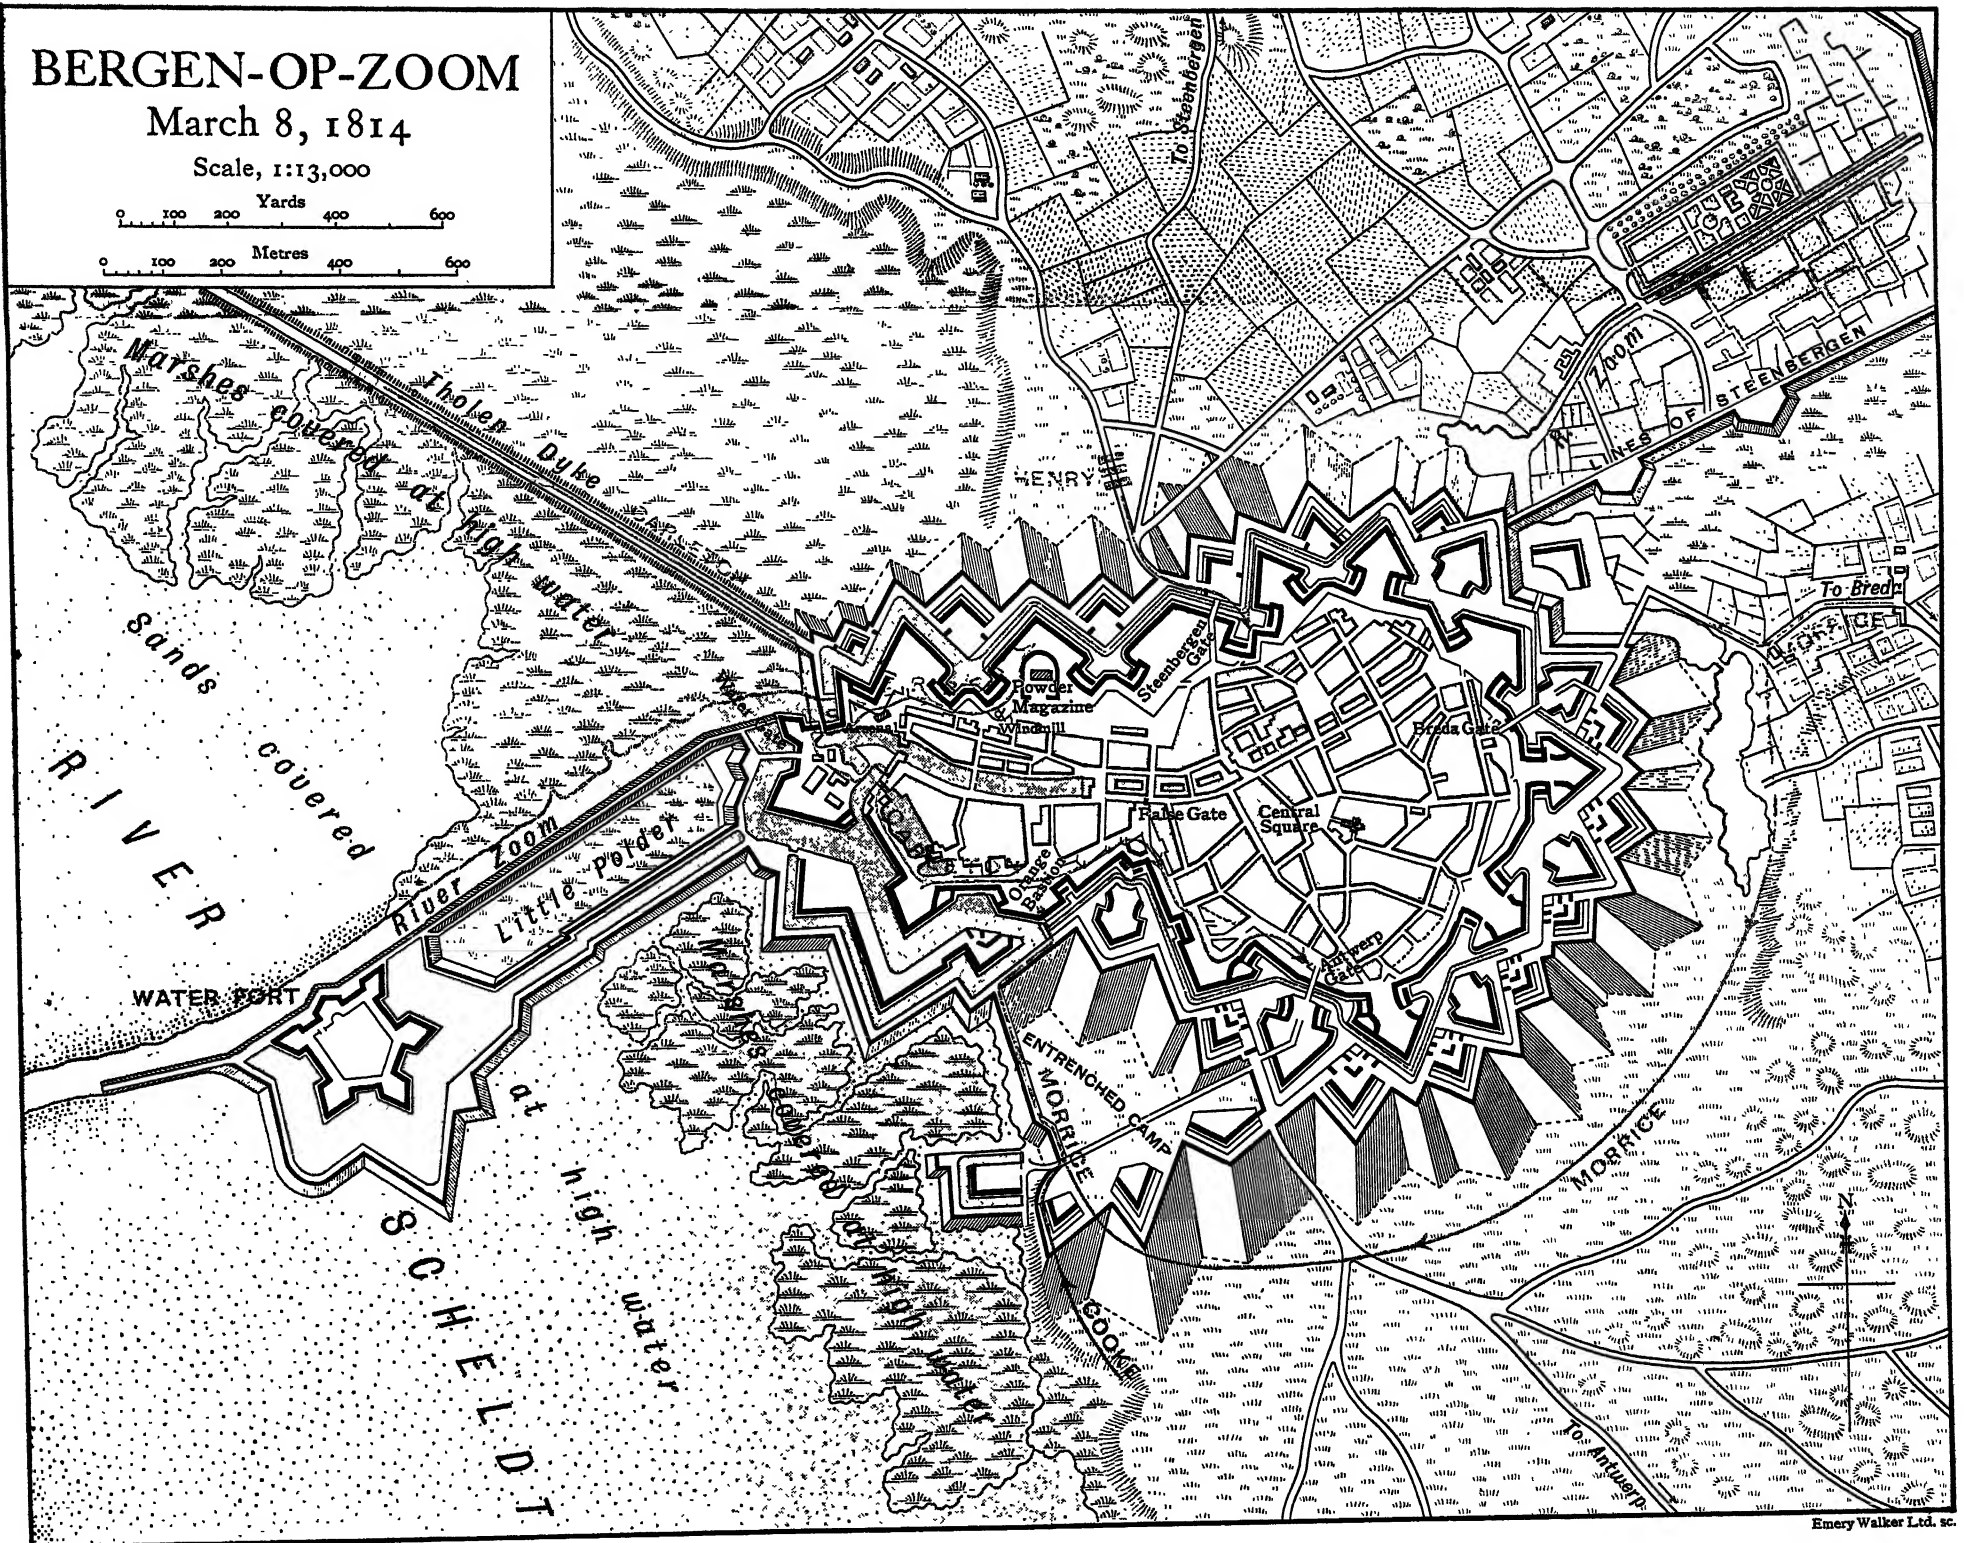 BERGEN-OP-ZOOM
March 8, 1814
Scale, 1:13,000
Yards
0 100 200 400 600
Metres
0 100 200 400 600
To Steenbergen
Marshes covered at high water
Tholen Dyke
HENRY
R. Zoom
LINES OF STEENBERGEN
To Breda
Sands covered at high water
RIVER SCHELDT
Steenbergen
Gate
Powder
Magazine
Windmill
Arsenal
Water
Breda Gate
False Gate
Central
Square
Orange
Bastion
Antwerp
Gate
River Zoom
Little Polder
WATER PORT
Marshes covered at high water
ENTRENCHED CAMP
MORRICE
MORRICE
COOKE
N
To Antwerp
Emery Walker Ltd. sc.